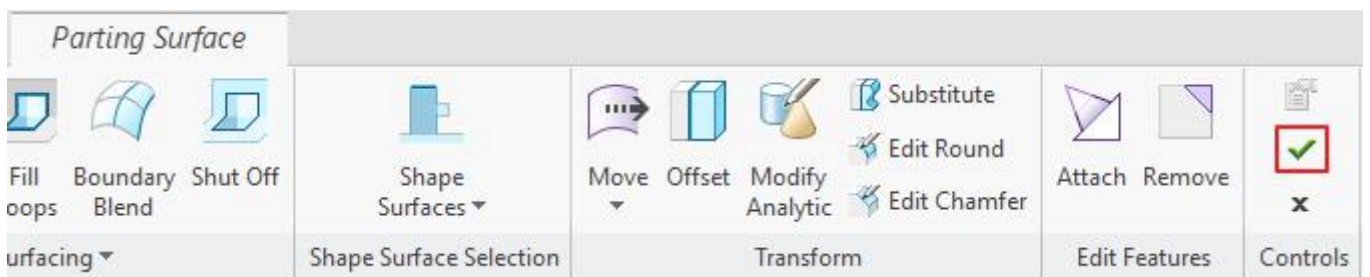 Parting Surface
Fill
oops
Boundary
Blend
Shut Off
urfacing
Shape
Surfaces
Shape Surface Selection
Move
Offset
Modify
Analytic
Substitute
Edit Round
Edit Chamfer
Transform
Attach
Remove
Edit Features
x
Controls